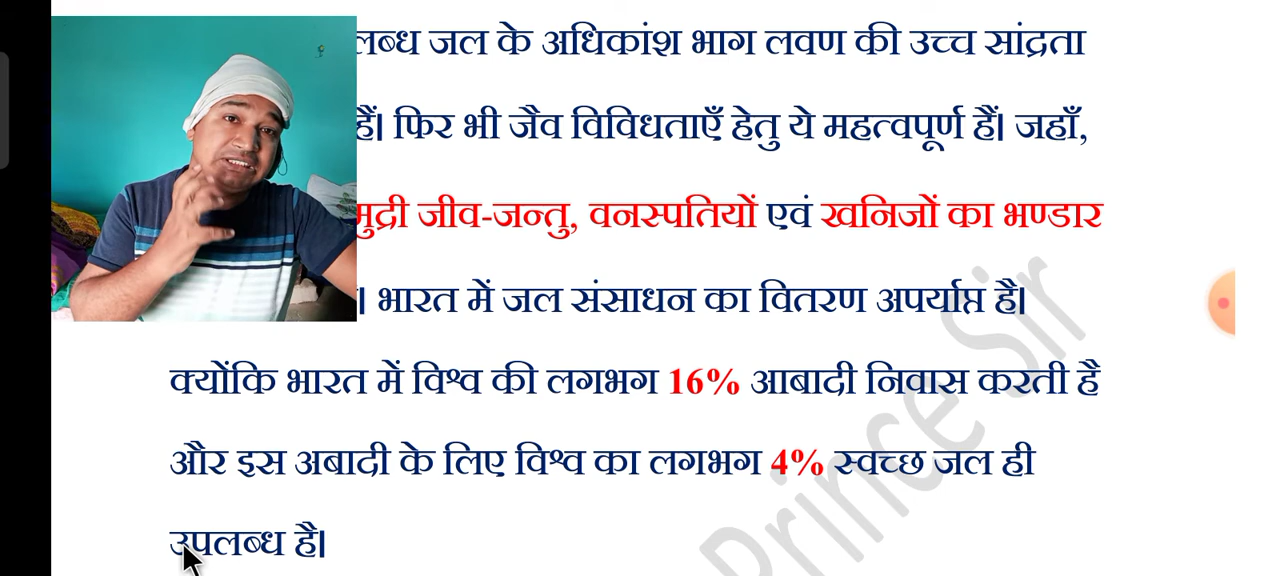 लब्ध जल के अधिकांश भाग लवण की उच्च सांद्रता
हैं। फिर भी जैव विविधताएँ हेतु ये महत्वपूर्ण हैं। जहाँ,
मुद्री जीव-जन्तु, वनस्पतियों एवं खनिजों का भण्डार
। भारत में जल संसाधन का वितरण अपर्याप्त है।
क्योंकि भारत में विश्व की लगभग 16% आबादी निवास करती है
और इस अबादी के लिए विश्व का लगभग 4% स्वच्छ जल ही
उपलब्ध है।
Prince Sir